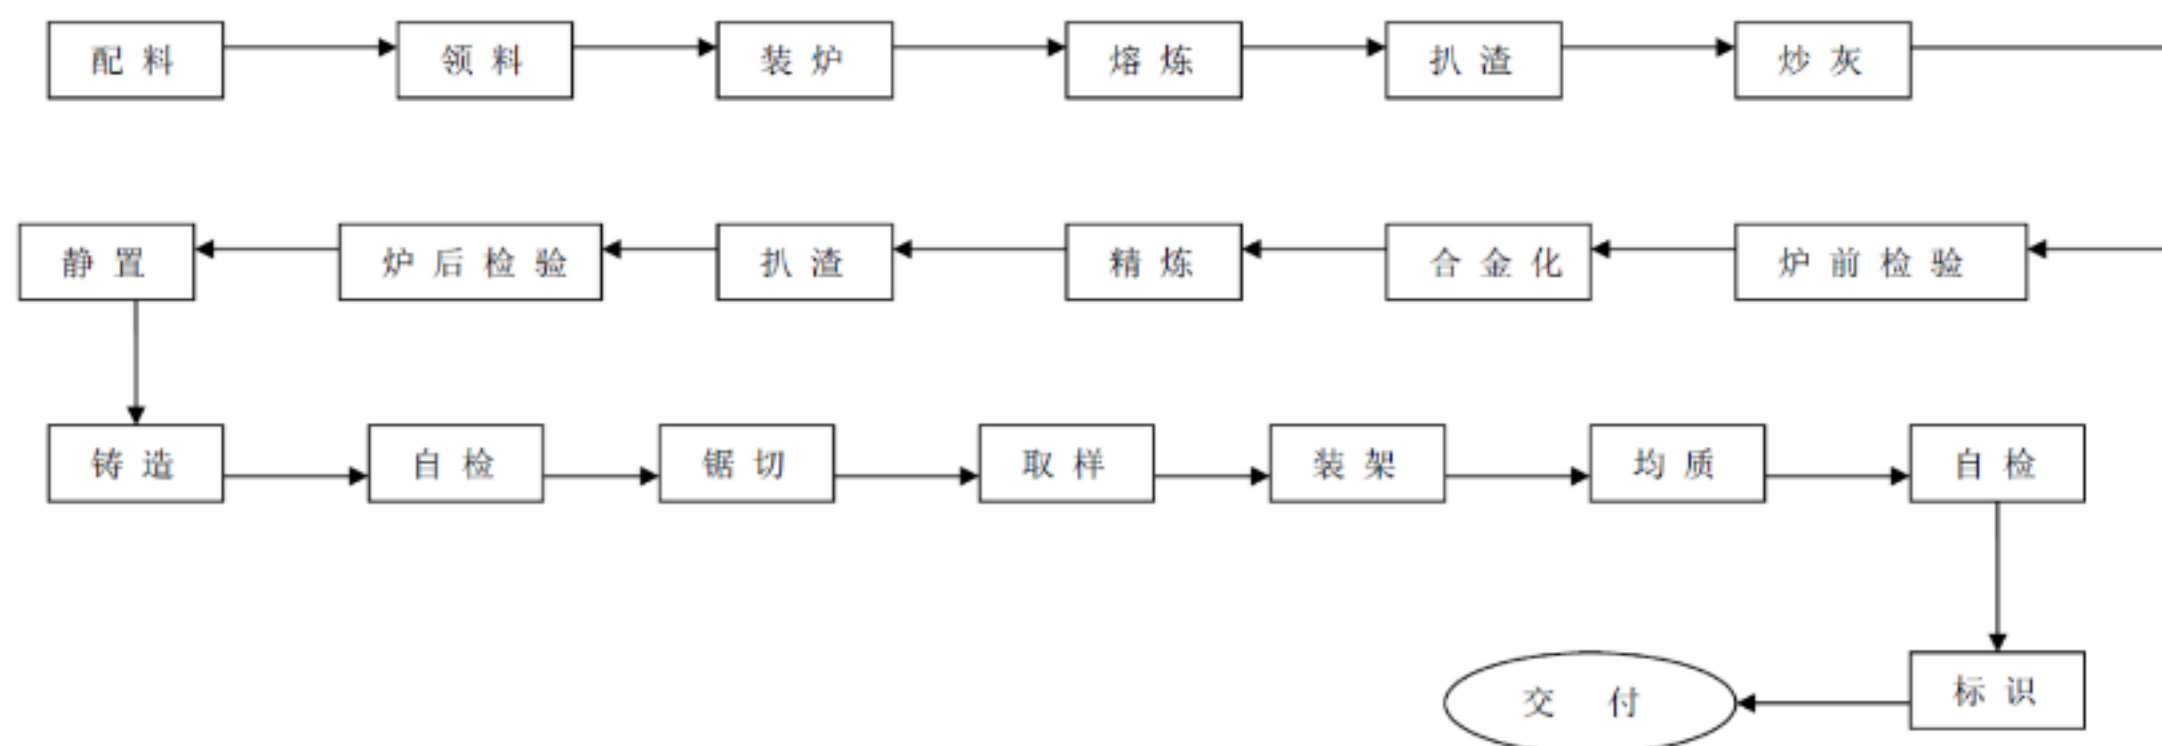 配料 领料 装炉 熔炼 扒渣 炒灰
静置 炉后检验 扒渣 精炼 合金化 炉前检验
铸造 自检 锯切 取样 装架 均质 自检
交付 标识